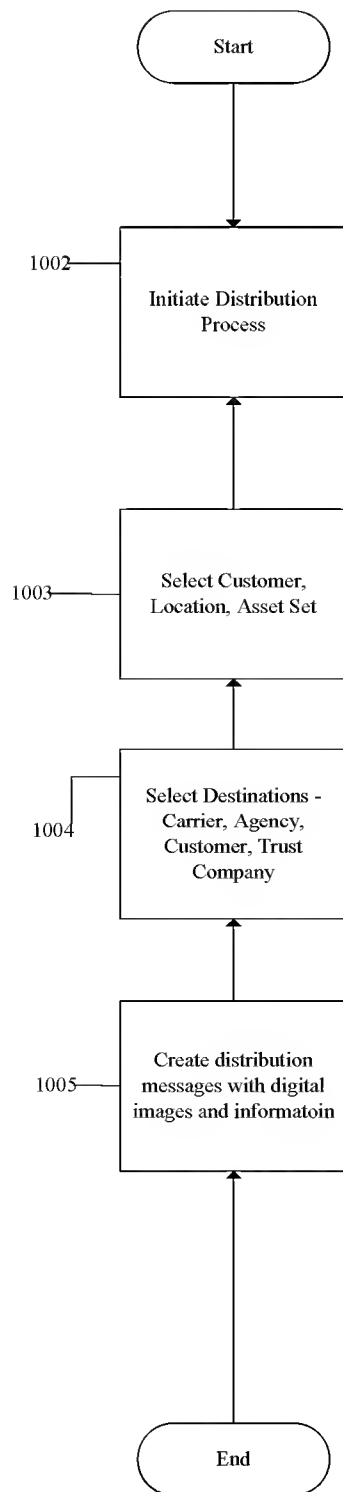 Start
1002
Initiate Distribution
Process
1003
Select Customer,
Location, Asset Set
Select Destinations -
Carrier, Agency,
Customer, Trust
Company
1004
Create distribution
messages with digital
images and informatoin
1005
End